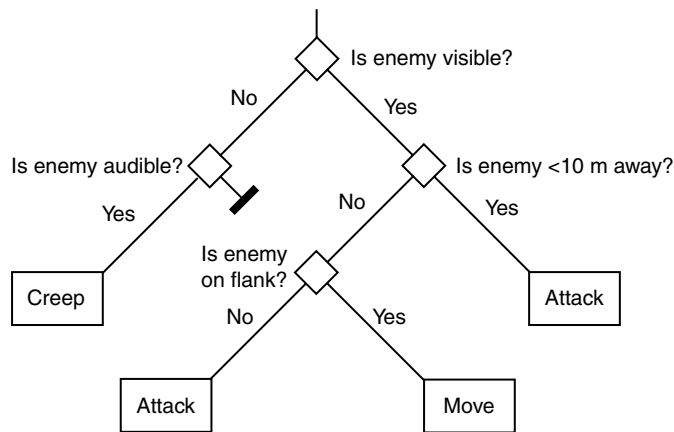 Is enemy visible?
No
Yes
Is enemy audible?
Is enemy <10 m away?
Yes
No
Yes
Is enemy
on flank?
Creep
Attack
No
Yes
Attack
Move